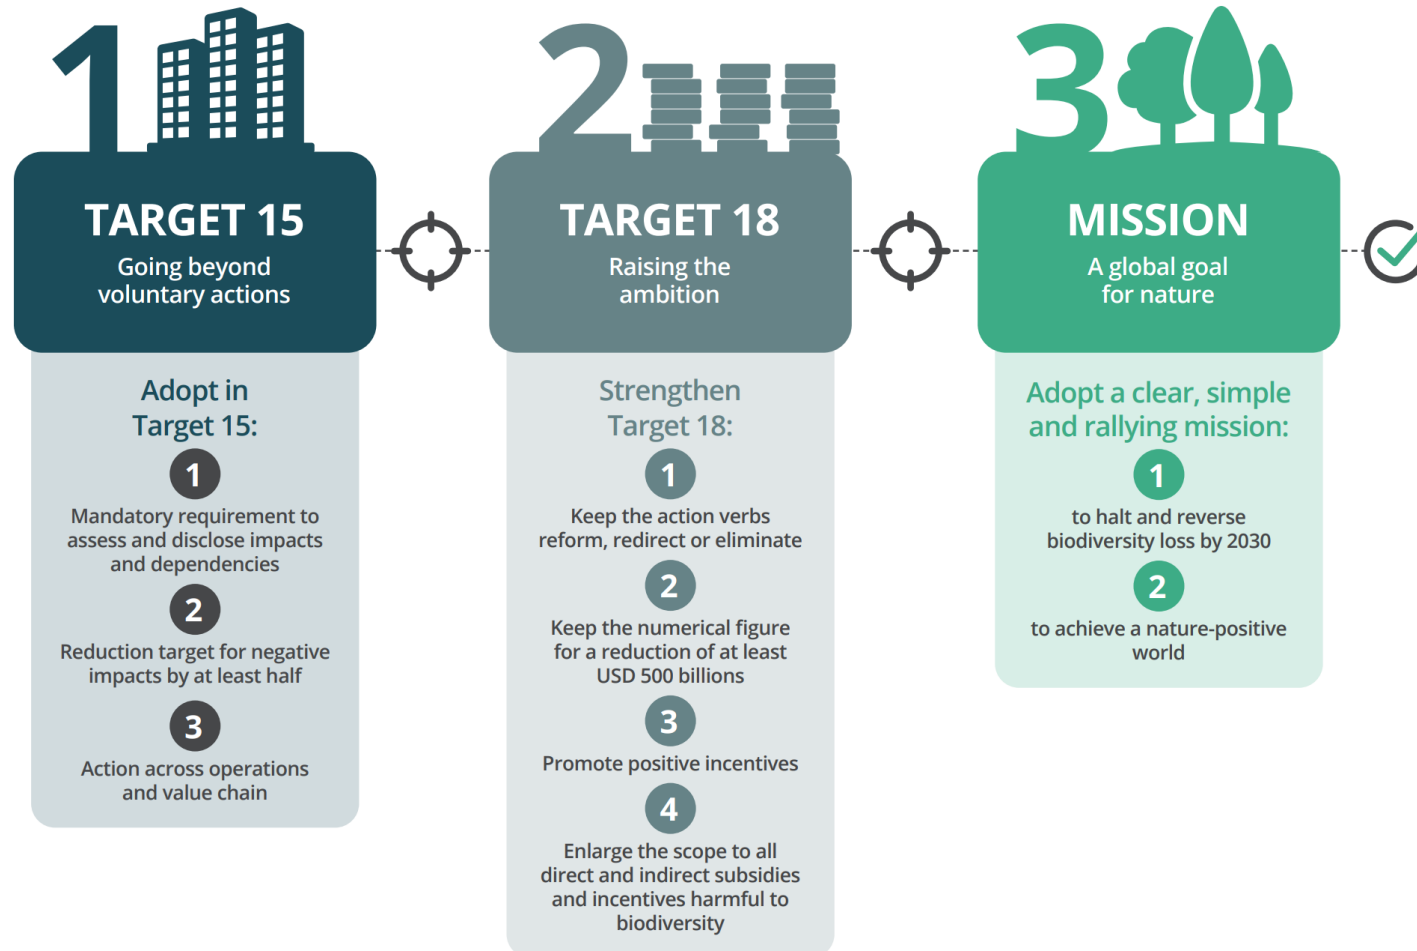 1
TARGET 15
Going beyond
voluntary actions
Adopt in
Target 15:
1
Mandatory requirement to
assess and disclose impacts
and dependencies
2
Reduction target for negative
impacts by at least half
3
Action across operations
and value chain
2
TARGET 18
Raising the
ambition
Strengthen
Target 18:
1
Keep the action verbs
reform, redirect or eliminate
2
Keep the numerical figure
for a reduction of at least
USD 500 billions
3
Promote positive incentives
4
Enlarge the scope to all
direct and indirect subsidies
and incentives harmful to
biodiversity
3
MISSION
A global goal
for nature
Adopt a clear, simple
and rallying mission:
1
to halt and reverse
biodiversity loss by 2030
2
to achieve a nature-positive
world